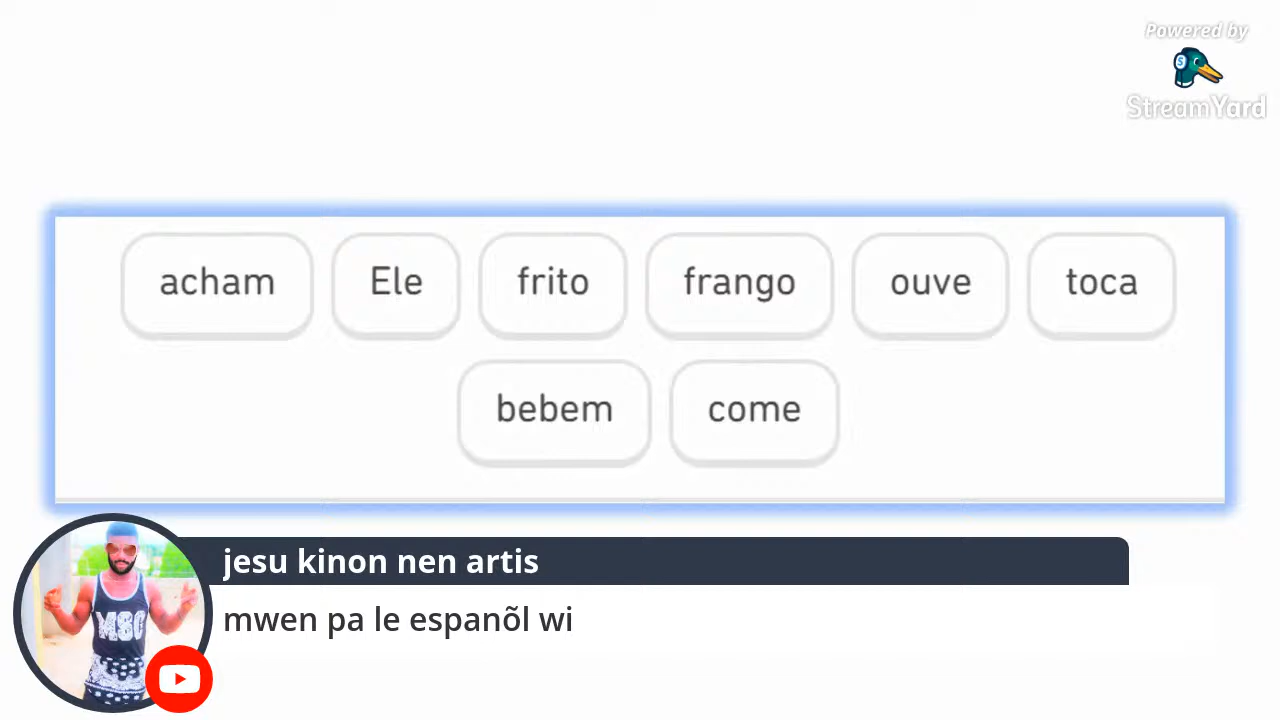 Powered by
StreamYard
acham Ele frito frango ouve toca
bebem come
jesu kinon nen artis
mwen pa le espanõl wi
MSC